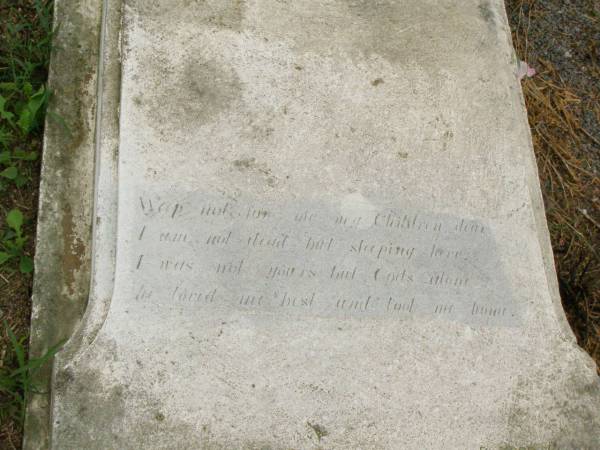 Weep not for me my Children dear
I am not dead but sleeping here
I was not yours but Gods alone
He loved me best and took me home.